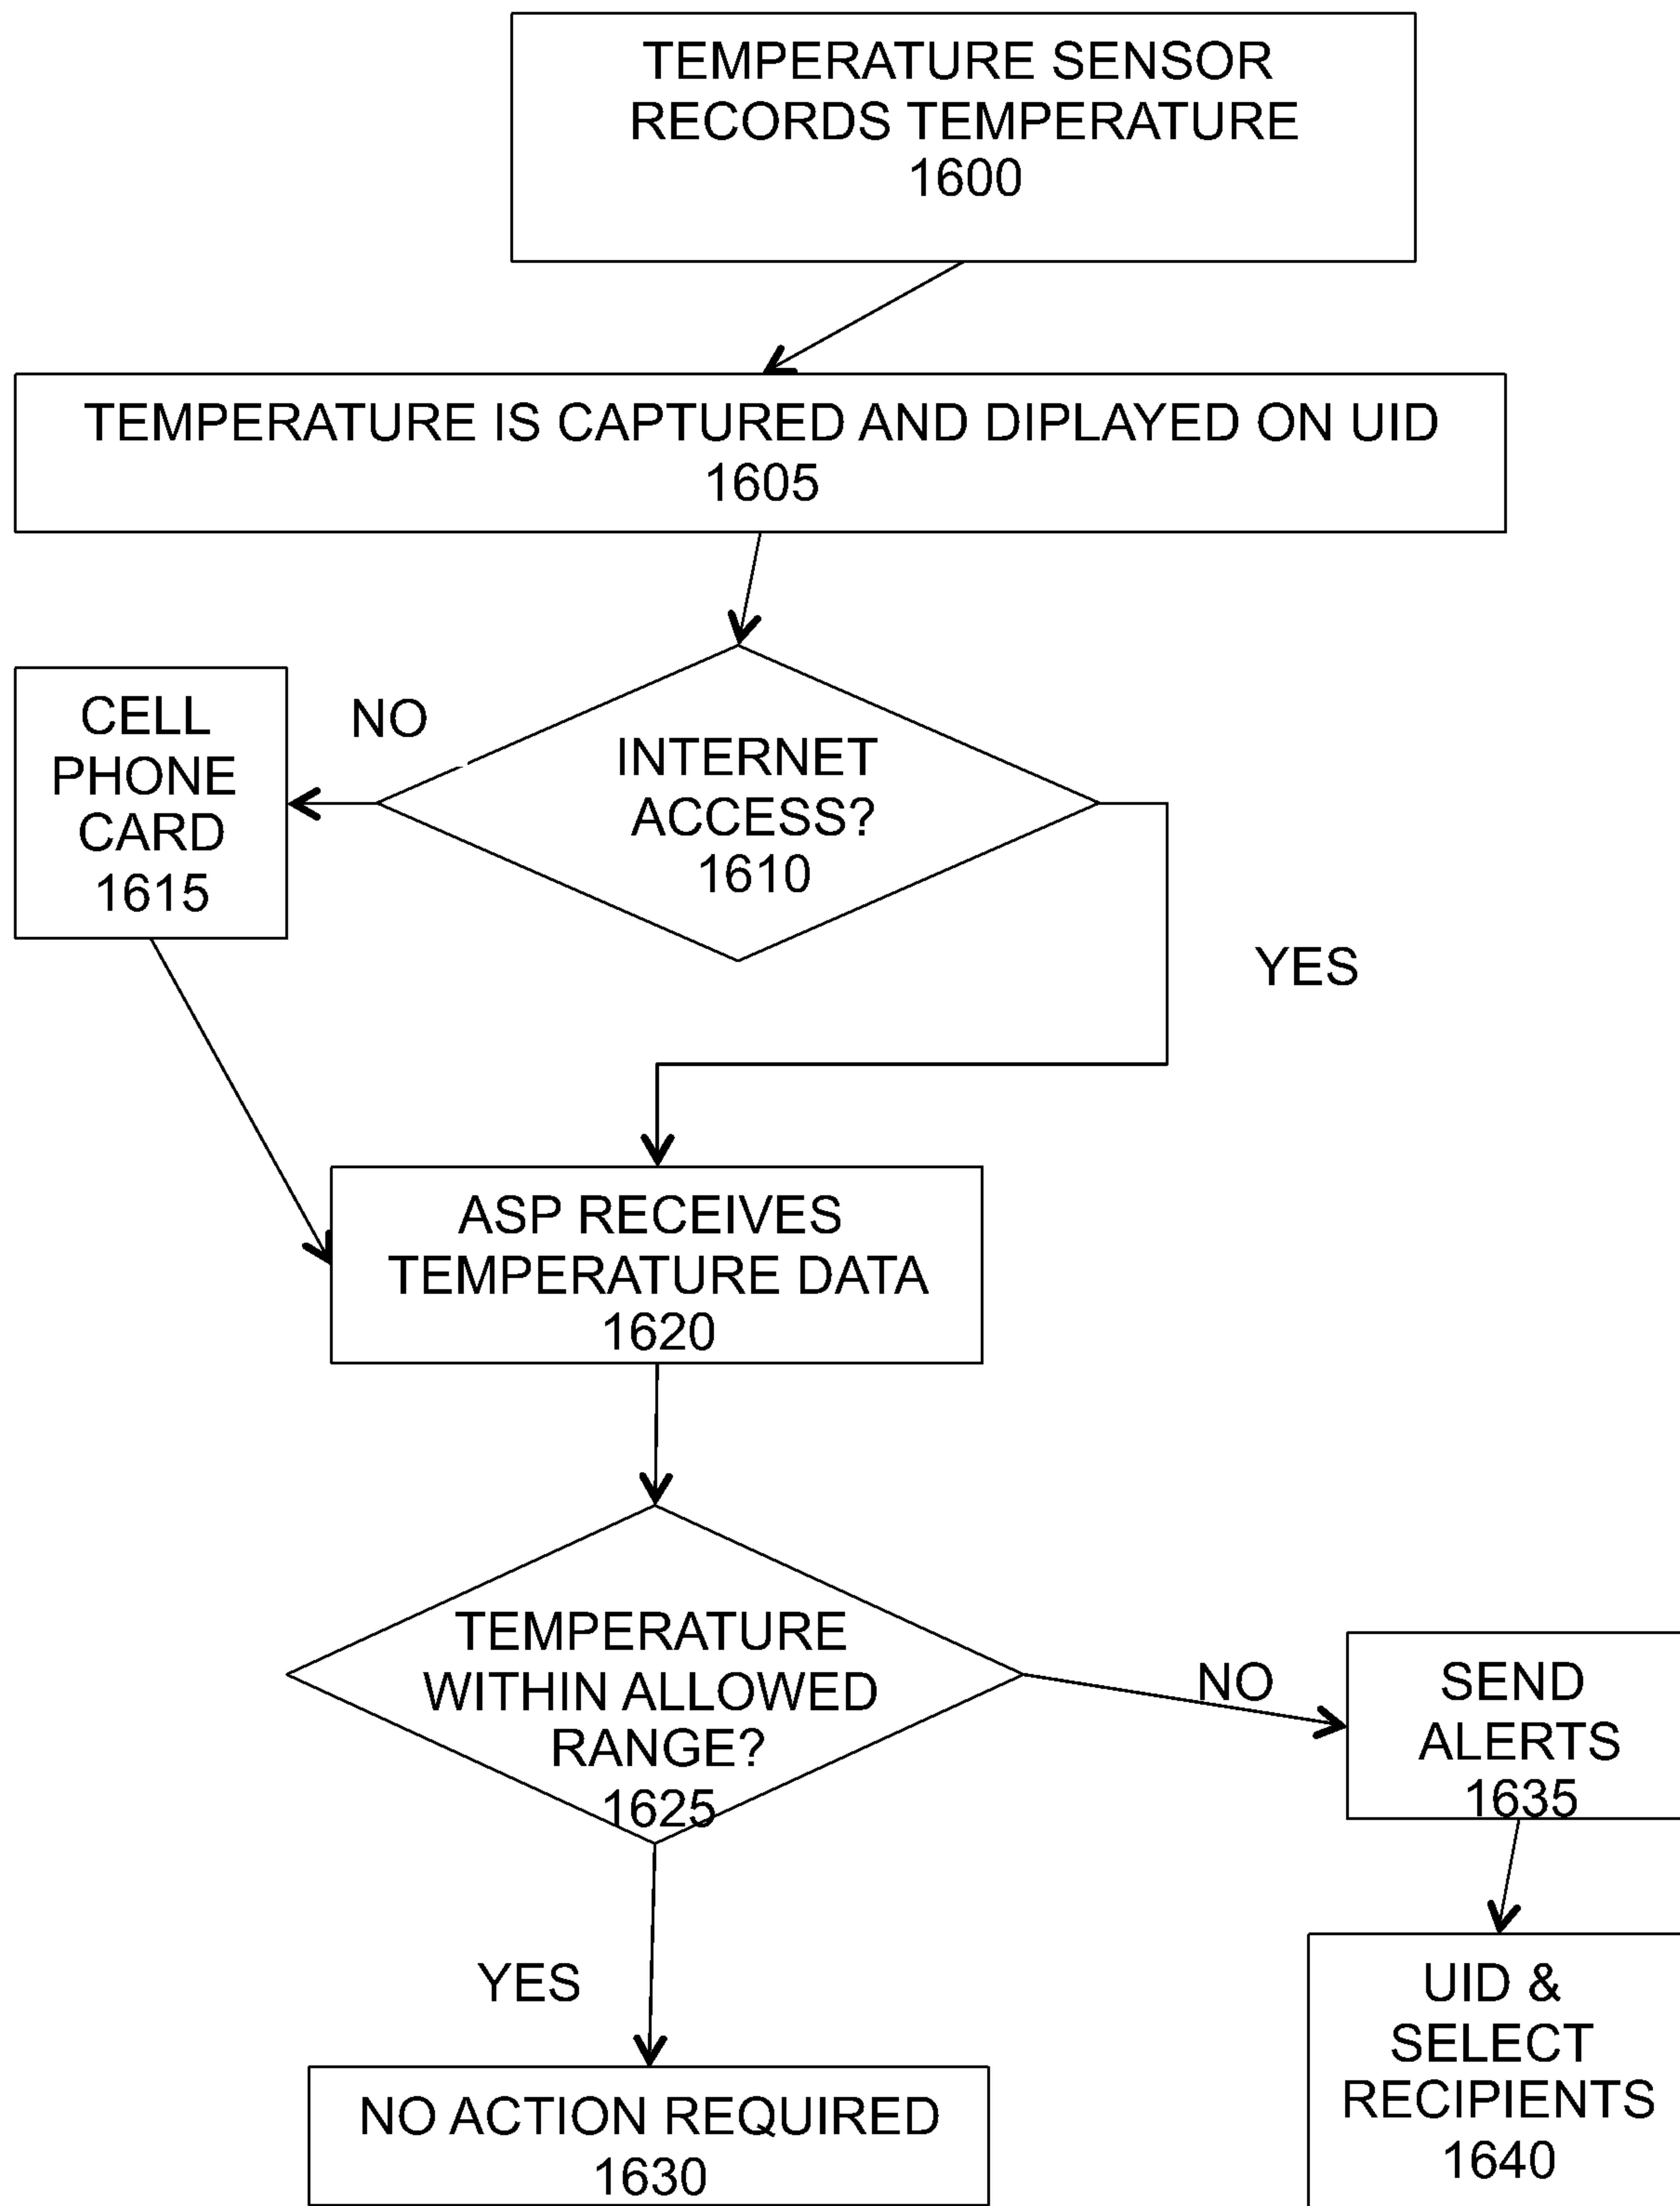 TEMPERATURE SENSOR
RECORDS TEMPERATURE
1600
TEMPERATURE IS CAPTURED AND DIPLAYED ON UID
1605
CELL
PHONE
CARD
1615
NO
INTERNET
ACCESS?
1610
YES
ASP RECEIVES
TEMPERATURE DATA
1620
TEMPERATURE
WITHIN ALLOWED
RANGE?
1625
NO
SEND
ALERTS
1635
YES
UID &
SELECT
RECIPIENTS
1640
NO ACTION REQUIRED
1630